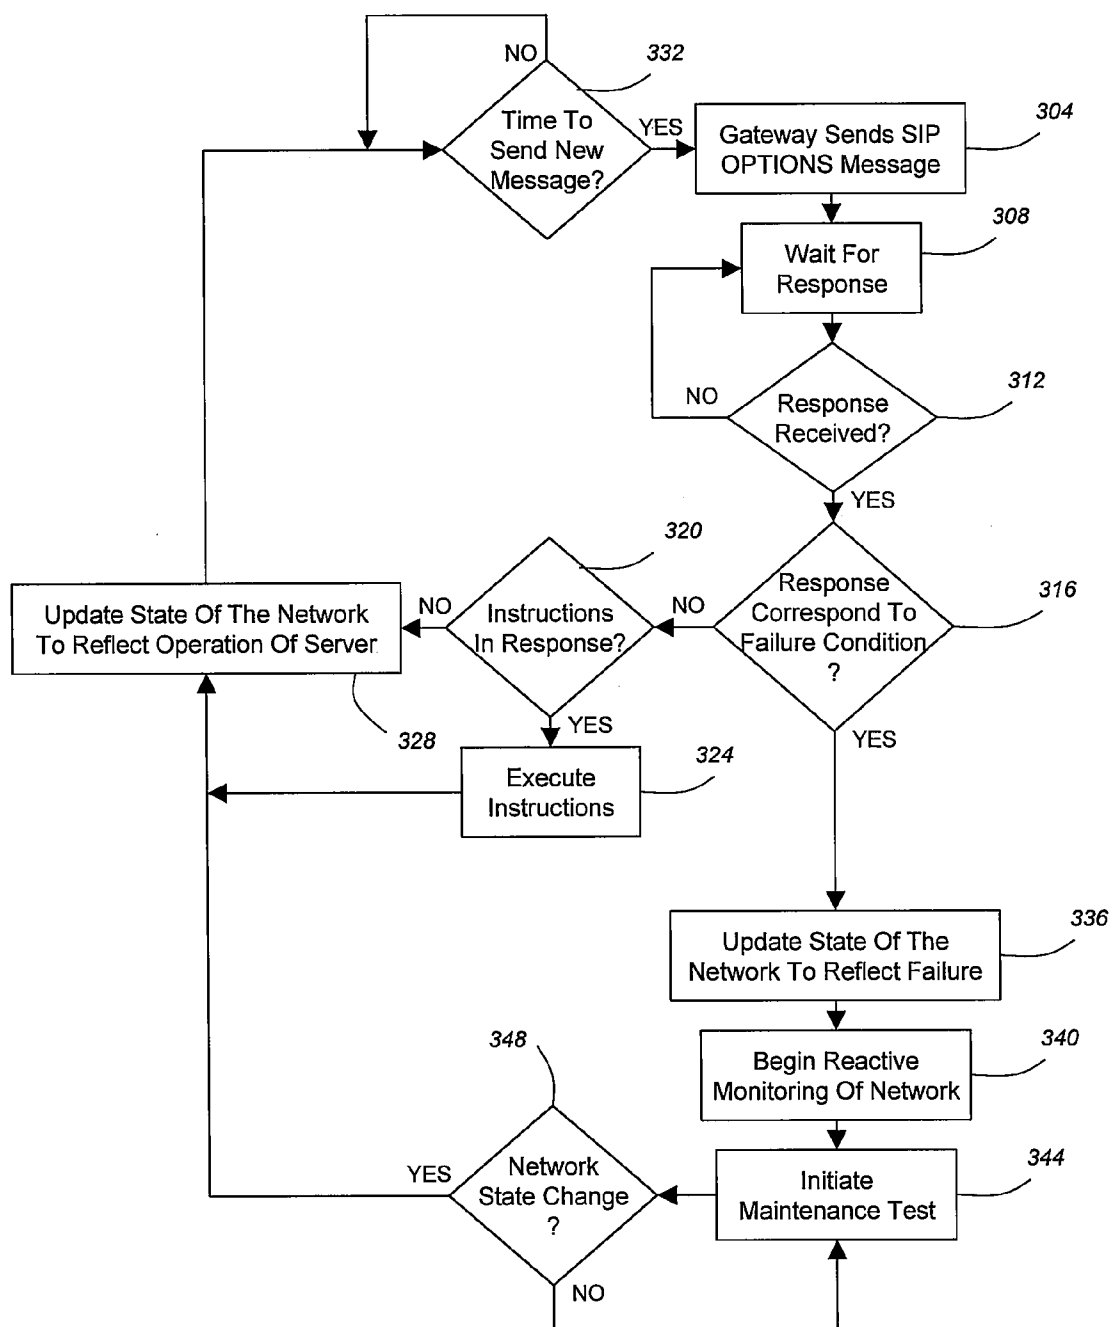 NO
332
Time To
Send New
Message?
YES
Gateway Sends SIP
OPTIONS Message
304
Wait For
Response
308
NO
Response
Received?
312
YES
Response
Correspond To
Failure Condition
?
316
NO
YES
320
Instructions
In Response?
NO
YES
Update State Of The Network
To Reflect Operation Of Server
328
Execute
Instructions
324
Update State Of The
Network To Reflect Failure
336
Begin Reactive
Monitoring Of Network
340
Initiate
Maintenance Test
344
348
Network
State Change
?
YES
NO